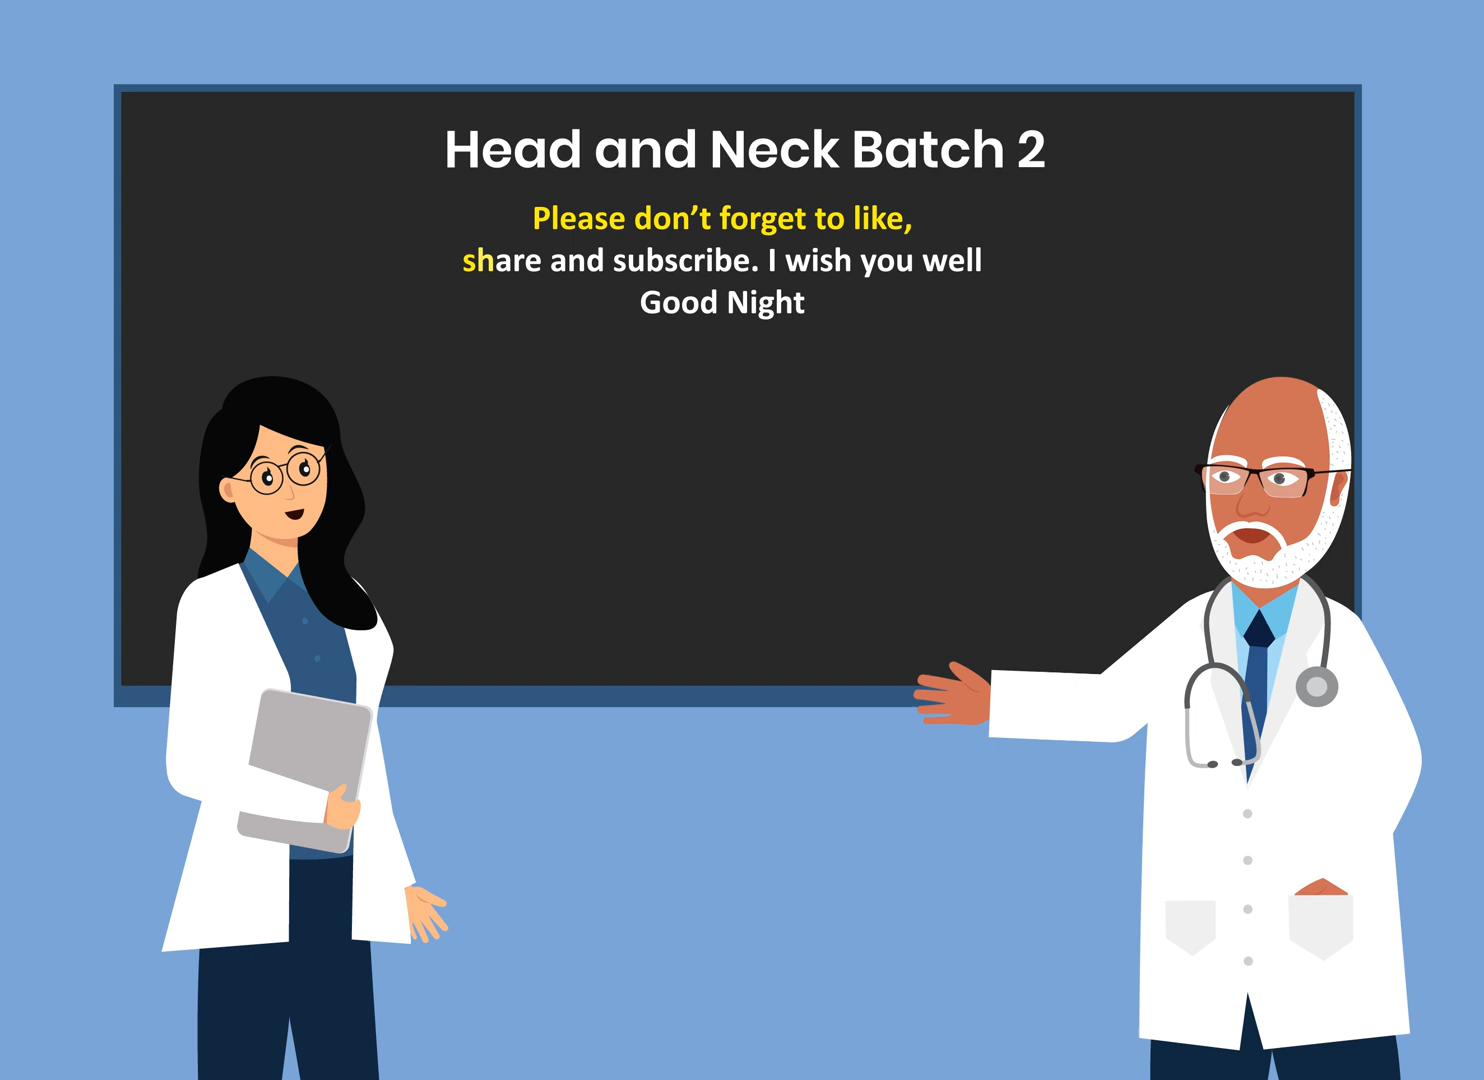 Head and Neck Batch 2
Please don’t forget to like,
share and subscribe. I wish you well
Good Night